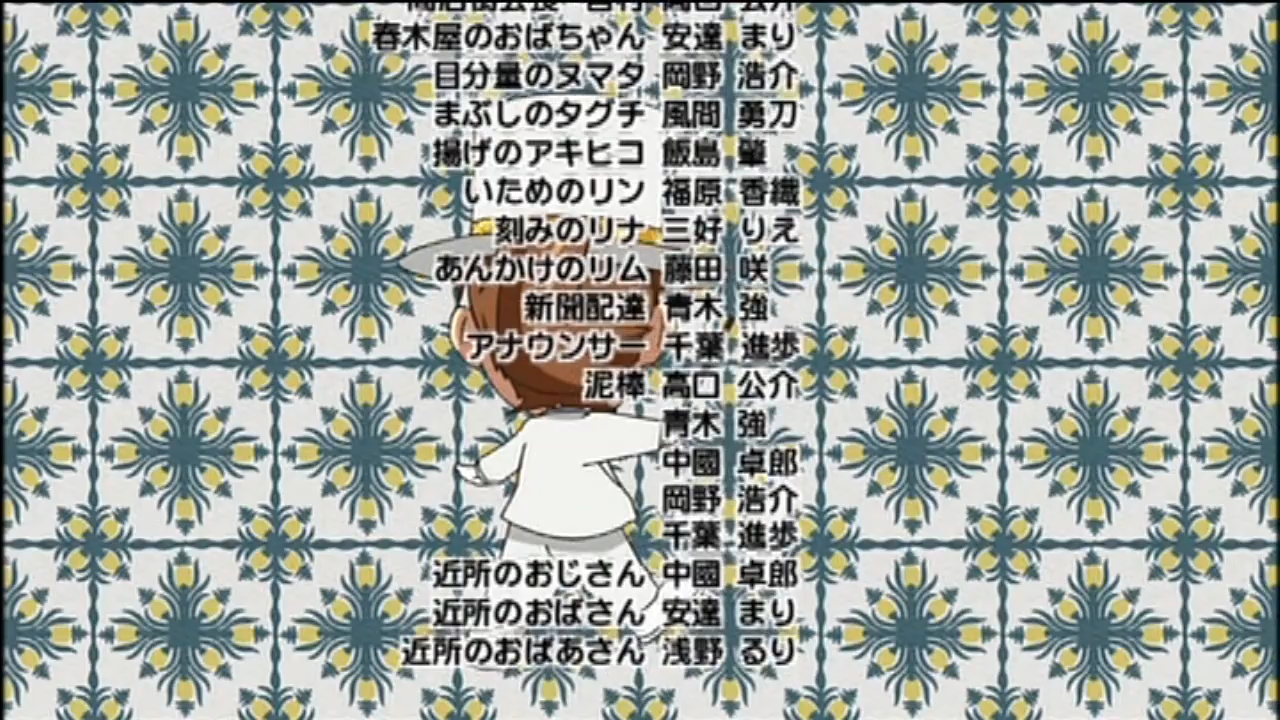 春木屋のおばちゃん 安達 まり
目分量のヌマタ 岡野 浩介
まぶしのタグチ 風間 勇刀
揚げのアキヒコ 飯島 肇
いためのリン 福原 香織
刻みのリナ 三好 りえ
あんかけのリム 藤田 咲
新聞配達 青木 強
アナウンサー 千葉 進歩
泥棒 高口 公介
青木 強
中國 卓郎
岡野 浩介
千葉 進歩
近所のおじさん 中國 卓郎
近所のおばさん 安達 まり
近所のおばあさん 浅野 るり